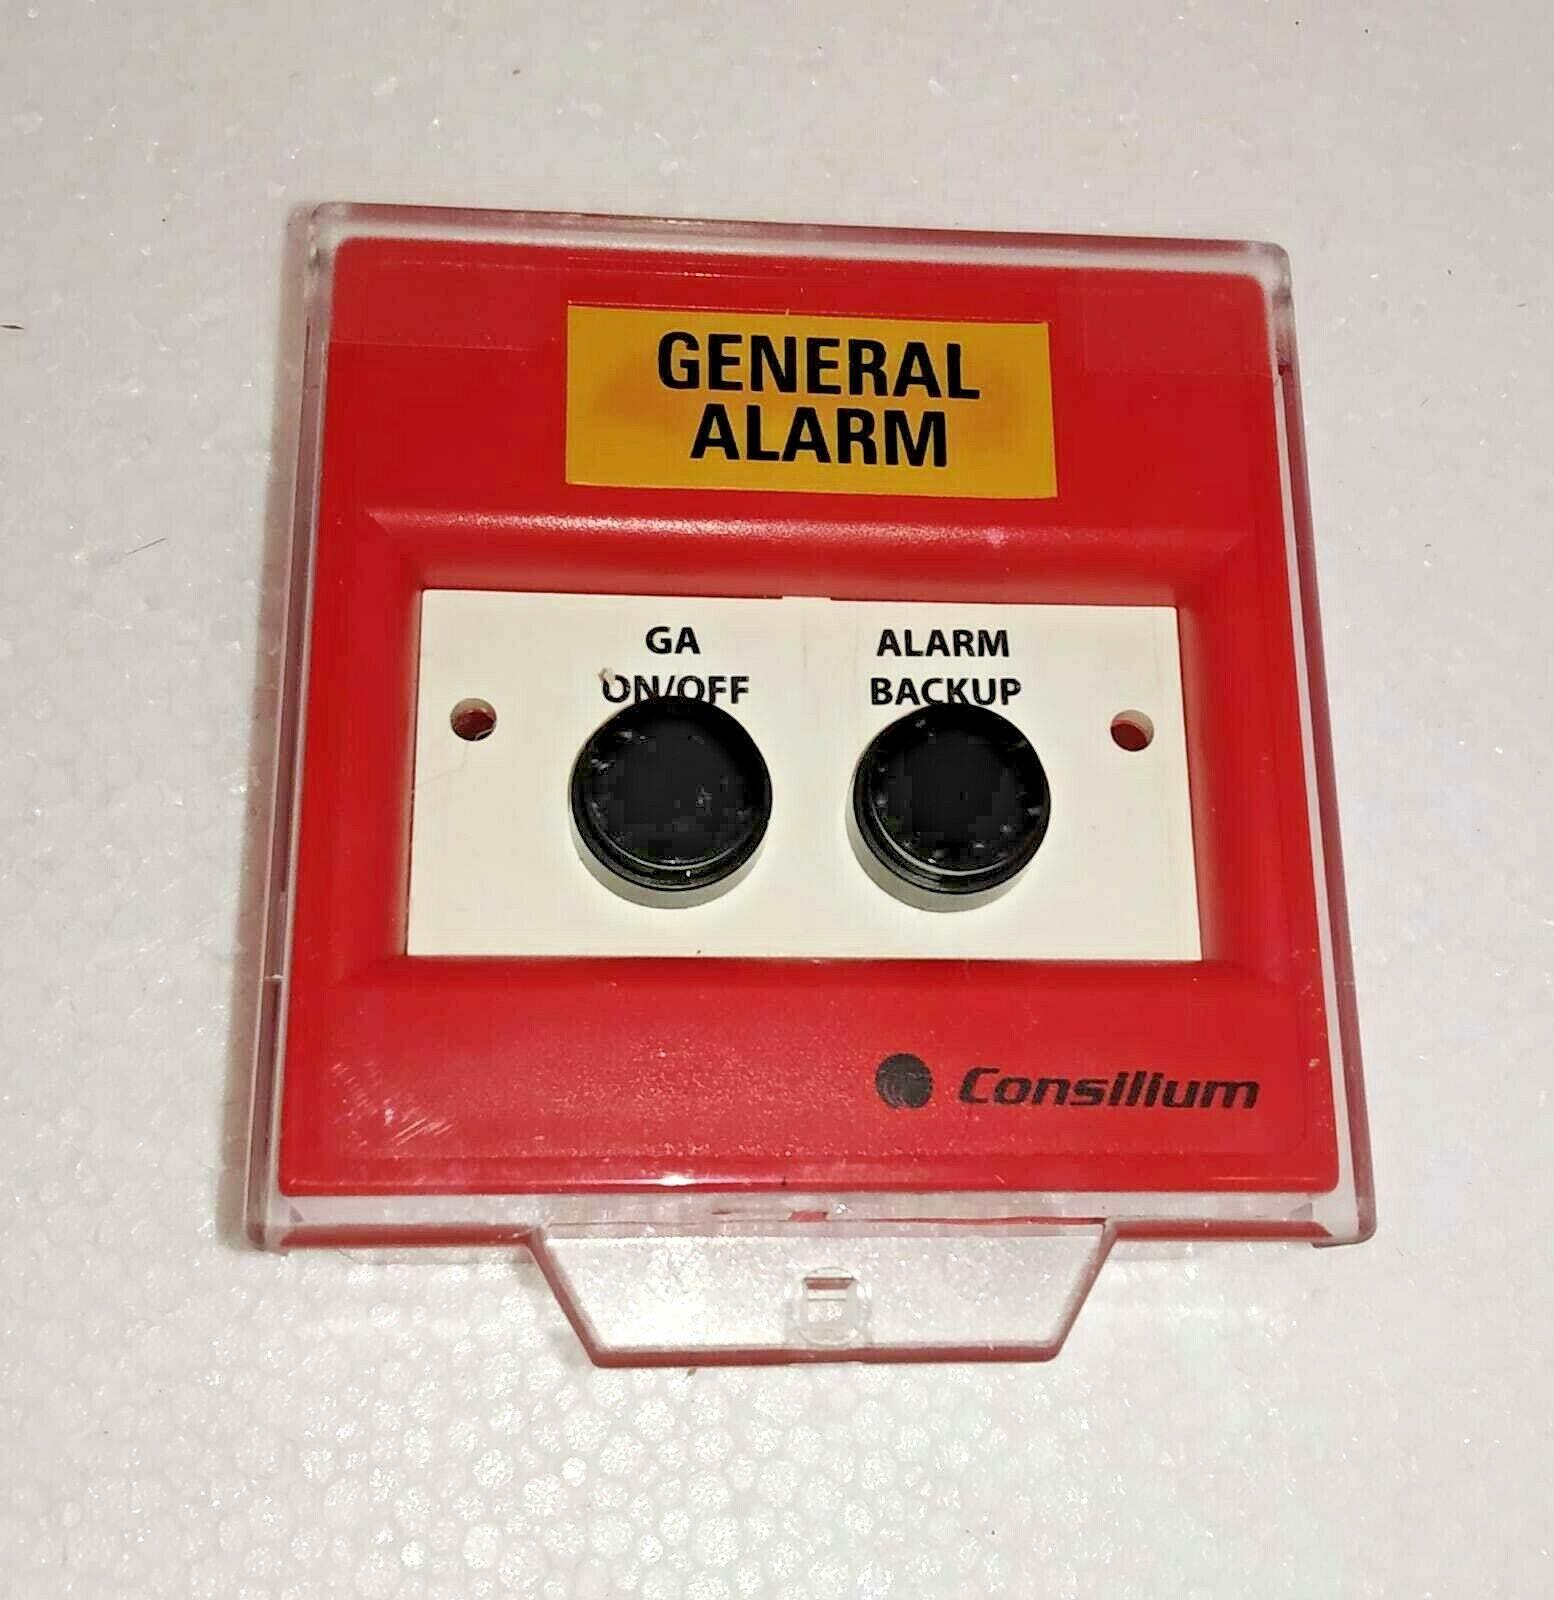 GENERAL
ALARM
GA
ON/OFF
ALARM
BACKUP
Consilium